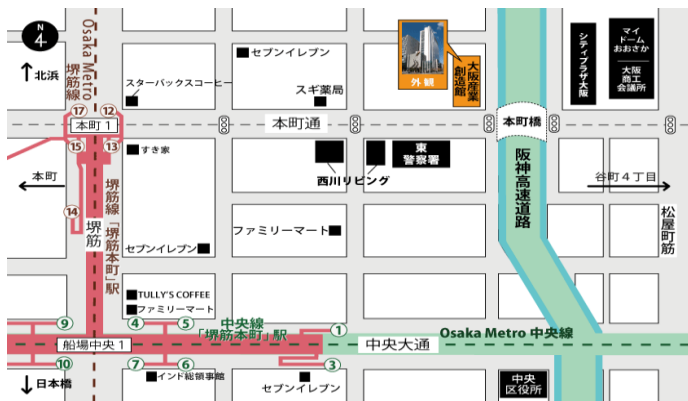 N
4
↑北浜
Osaka Metro
堺筋線
セブンイレブン
スターバックスコーヒー
スギ薬局
外観
大阪産業
創造館
シティプラザ大阪
マイ
ドーム
おおさか
大阪
商工
会議所
⑰
⑫
本町1
⑮
⑬
本町通
本町橋
すき家
西川リビング
東
警察署
阪神高速道路
本町
谷町4丁目
松屋町筋
⑭
堺筋
堺筋線「堺筋本町」駅
セブンイレブン
ファミリーマート
TULLY'S COFFEE
ファミリーマート
⑨
④
⑤
中央線
「堺筋本町」駅
①
Osaka Metro 中央線
船場中央1
中央大通
⑩
⑦
⑥
③
↓日本橋
インド総領事館
セブンイレブン
中央
区役所